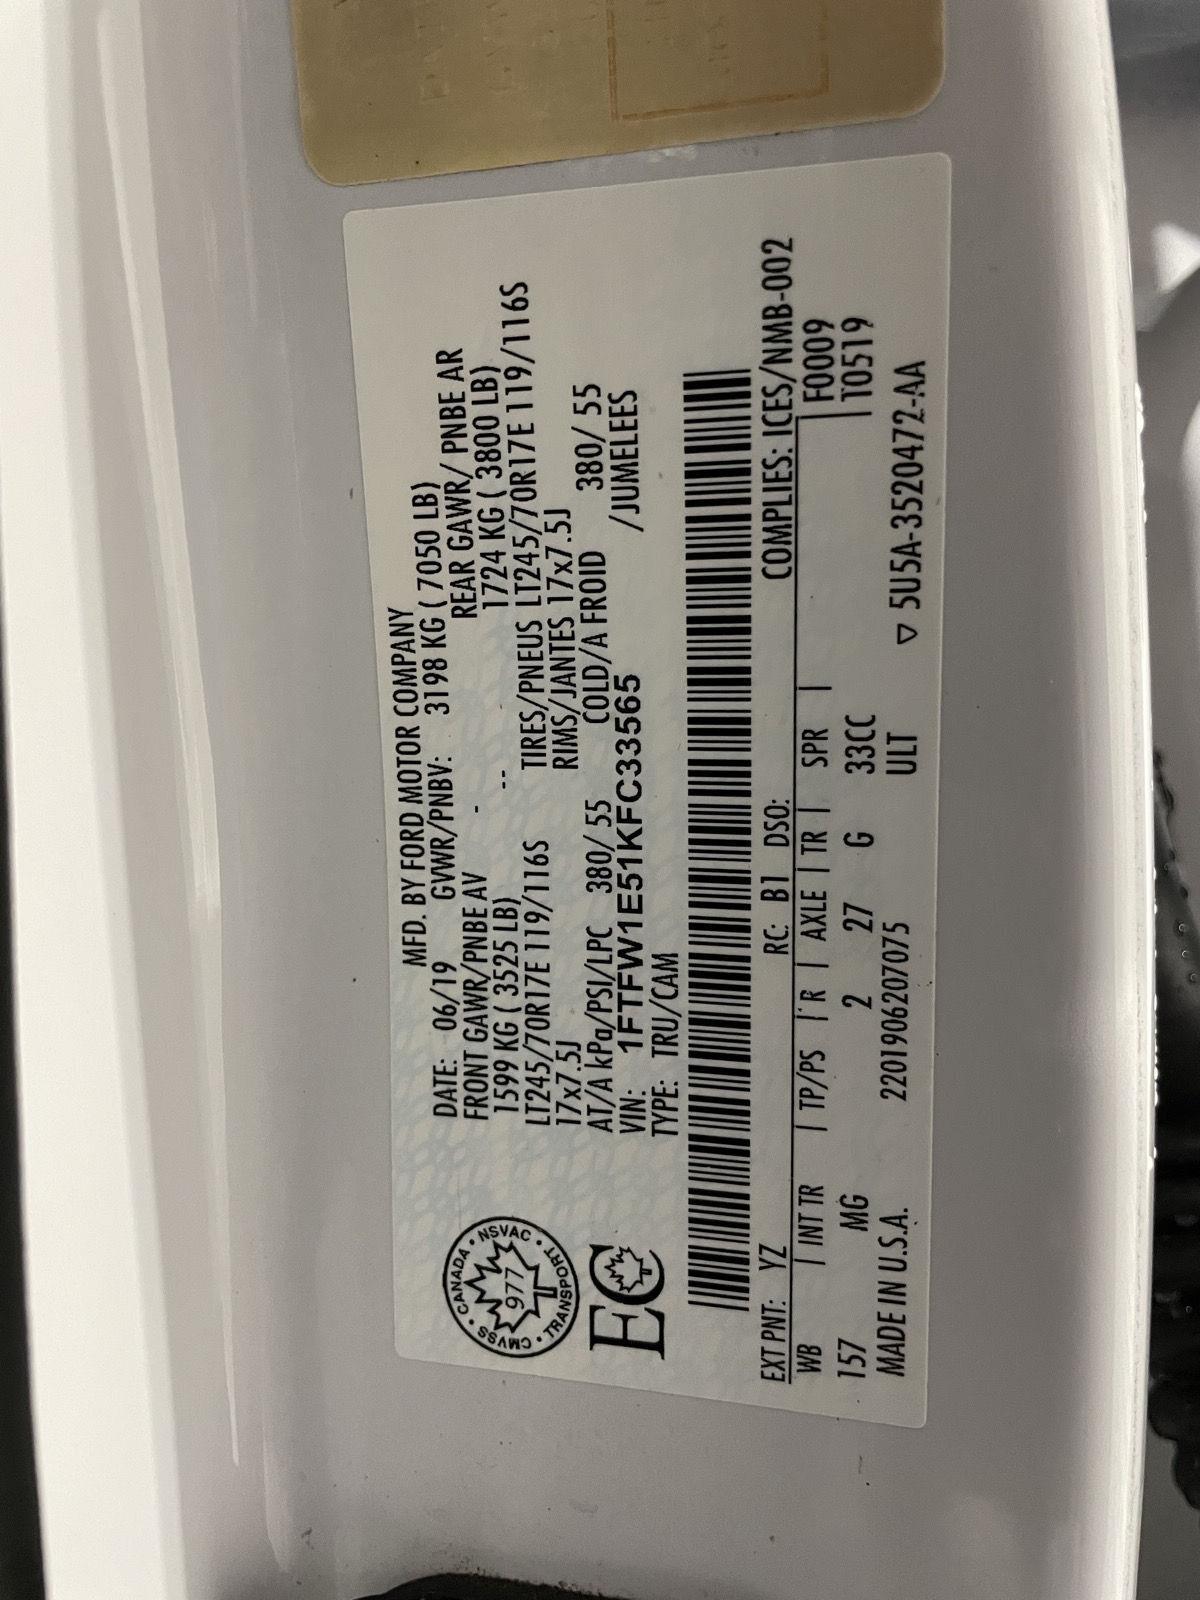 MFD. BY FORD MOTOR COMPANY
DATE: 06/19 GVWR/PNBV: 3198 KG ( 7050 LB)
FRONT GAWR/PNBE AV - REAR GAWR/ PNBE AR
1599 KG ( 3525 LB) -- 1724 KG ( 3800 LB)
LT245/70R17E 119/116S TIRES/PNEUS LT245/70R17E 119/116S
17x7.5J RIMS/JANTES 17x7.5J
AT/A kPa/PSI/LPC 380/ 55 COLD/A FROID 380/ 55
VIN: 1FTFW1E51KFC33565 /JUMELEES
TYPE: TRU/CAM
CANADA • NSVAC • TRANSPORT • CMVSS •
977
EC
EXT PNT: YZ RC: B1 DSO: COMPLIES: ICES/NMB-002
WB | INT TR | TP/PS | R | AXLE | TR | SPR | F0009
157 MG 2 27 G 33CC | T0519
MADE IN U.S.A. 2201906207075 ULT ▽ 5U5A-3520472-AA